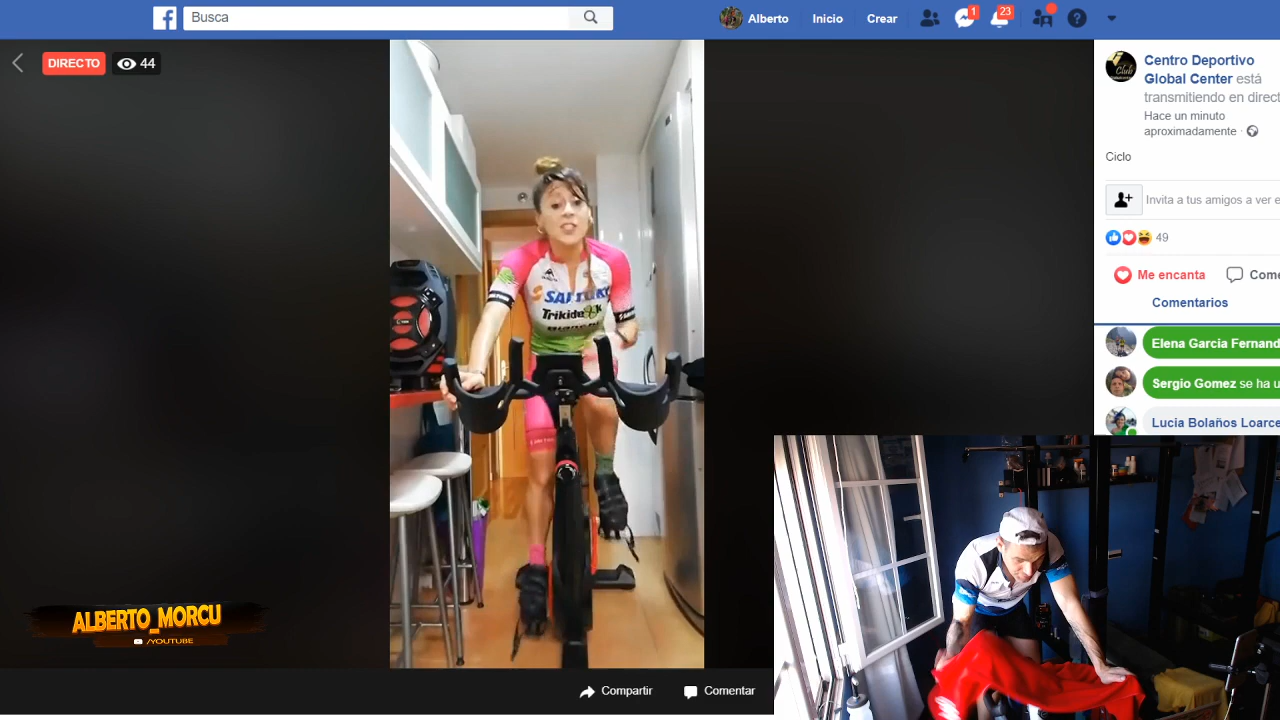 Busca
Alberto
Inicio
Crear
1
23
DIRECTO
44
Centro Deportivo
Global Center está
transmitiendo en direct
Hace un minuto
aproximadamente ·
Ciclo
Invita a tus amigos a ver e
49
Me encanta
Come
Comentarios
Elena Garcia Fernand
Sergio Gomez se ha u
Lucia Bolaños Loarce
Trikide
ALBERTO_MORCU
/YOUTUBE
Compartir
Comentar